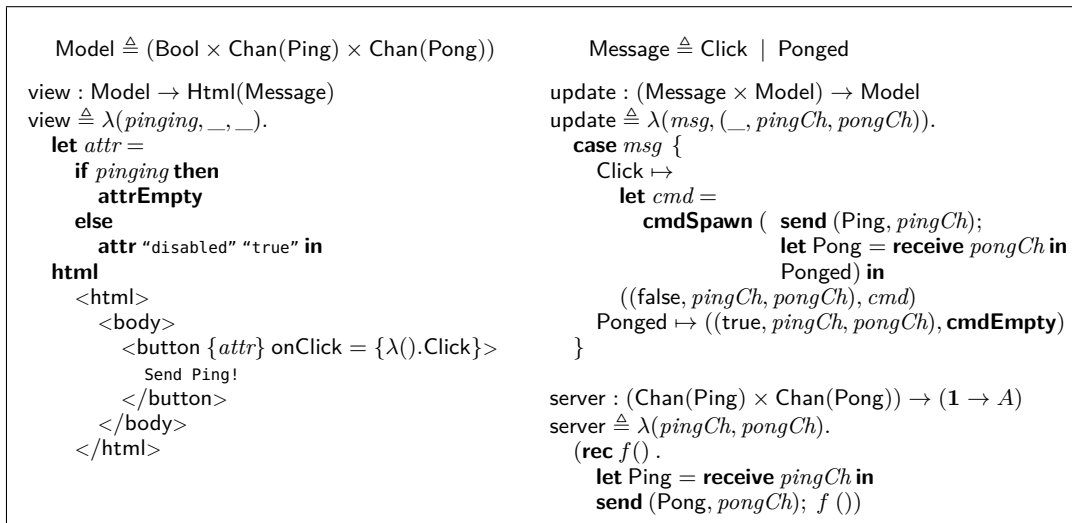 Model ≜ (Bool × Chan(Ping) × Chan(Pong))
view : Model → Html(Message)
view ≜ λ(pinging, __, __).
let attr =
if pinging then
attrEmpty
else
attr “disabled” “true” in
html
<html>
<body>
<button {attr} onClick = {λ().Click}>
Send Ping!
</button>
</body>
</html>
Message ≜ Click | Ponged
update : (Message × Model) → Model
update ≜ λ(msg, (__, pingCh, pongCh)).
case msg {
Click ↦
let cmd =
cmdSpawn ( send (Ping, pingCh);
let Pong = receive pongCh in
Ponged) in
((false, pingCh, pongCh), cmd)
Ponged ↦ ((true, pingCh, pongCh), cmdEmpty)
}
server : (Chan(Ping) × Chan(Pong)) → (1 → A)
server ≜ λ(pingCh, pongCh).
(rec f() .
let Ping = receive pingCh in
send (Pong, pongCh); f ())